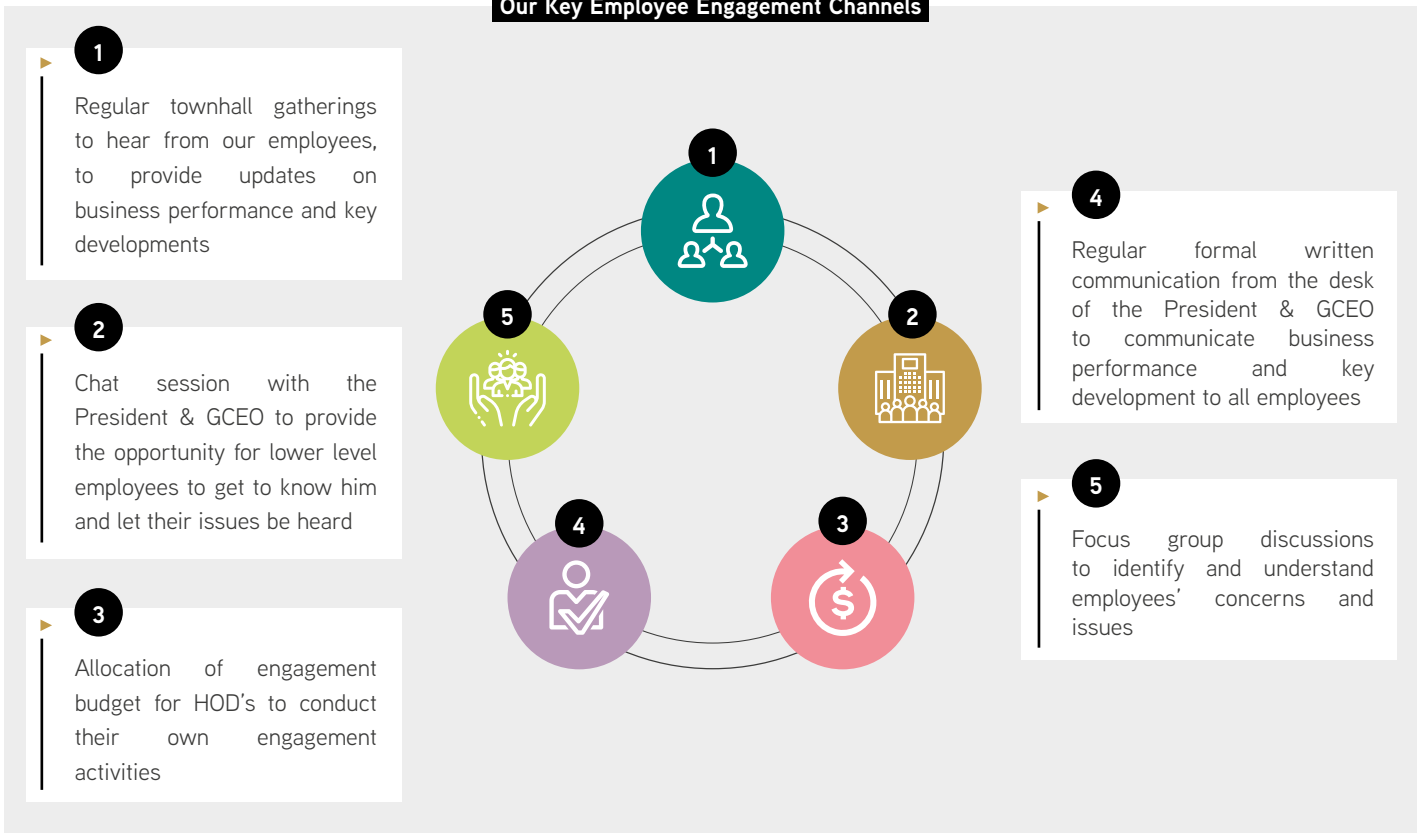 Our Key Employee Engagement Channels
1
Regular townhall gatherings
to hear from our employees,
to provide updates on
business performance and key
developments
2
Chat session with the
President & GCEO to provide
the opportunity for lower level
employees to get to know him
and let their issues be heard
3
Allocation of engagement
budget for HOD's to conduct
their own engagement
activities
1
2
3
$
4
5
4
Regular formal written
communication from the desk
of the President & GCEO
to communicate business
performance and key
development to all employees
5
Focus group discussions
to identify and understand
employees' concerns and
issues